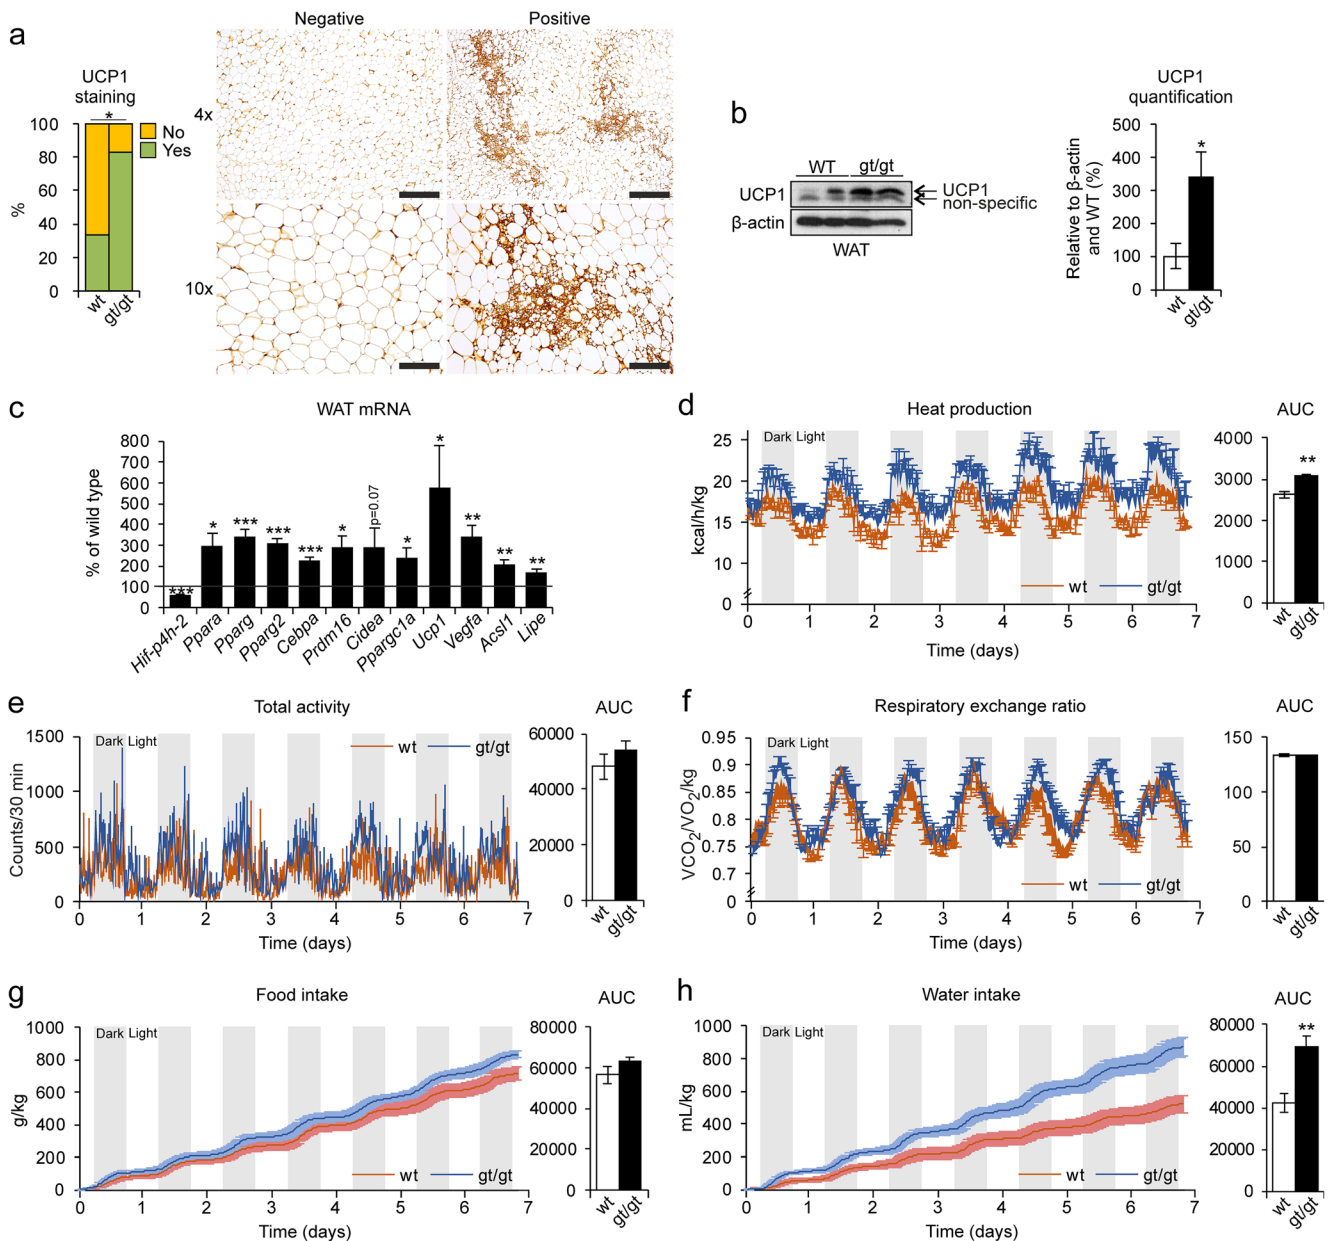 a
Negative
Positive
UCP1
staining
*
100
80
60
40
20
0
%
No
Yes
wt
gt/gt
4x
10x
b
WT
gt/gt
UCP1
UCP1
non-specific
β-actin
WAT
UCP1
quantification
Relative to β-actin
and WT (%)
500
400
300
200
100
0
*
wt
gt/gt
c
WAT mRNA
% of wild type
800
700
600
500
400
300
200
100
0
***
*
***
***
***
*
p=0.07
*
*
**
**
**
Hif-p4h-2
Ppara
Pparg
Pparg2
Cebpa
Prdm16
Cidea
Ppargc1a
Ucp1
Vegfa
Acsl1
Lipe
d
Heat production
kcal/h/kg
25
20
15
10
0
Dark Light
wt
gt/gt
0 1 2 3 4 5 6 7
Time (days)
AUC
4000
3000
2000
1000
0
**
wt
gt/gt
e
Total activity
Counts/30 min
1500
1000
500
0
Dark Light
wt
gt/gt
0 1 2 3 4 5 6 7
Time (days)
AUC
60000
40000
20000
0
wt
gt/gt
f
Respiratory exchange ratio
VCO2/VO2/kg
0.95
0.9
0.85
0.8
0.75
0.7
0
Dark Light
wt
gt/gt
0 1 2 3 4 5 6 7
Time (days)
AUC
150
100
50
0
wt
gt/gt
g
Food intake
g/kg
1000
800
600
400
200
0
Dark Light
wt
gt/gt
0 1 2 3 4 5 6 7
Time (days)
AUC
80000
60000
40000
20000
0
wt
gt/gt
h
Water intake
mL/kg
1000
800
600
400
200
0
Dark Light
wt
gt/gt
0 1 2 3 4 5 6 7
Time (days)
AUC
80000
60000
40000
20000
0
**
wt
gt/gt